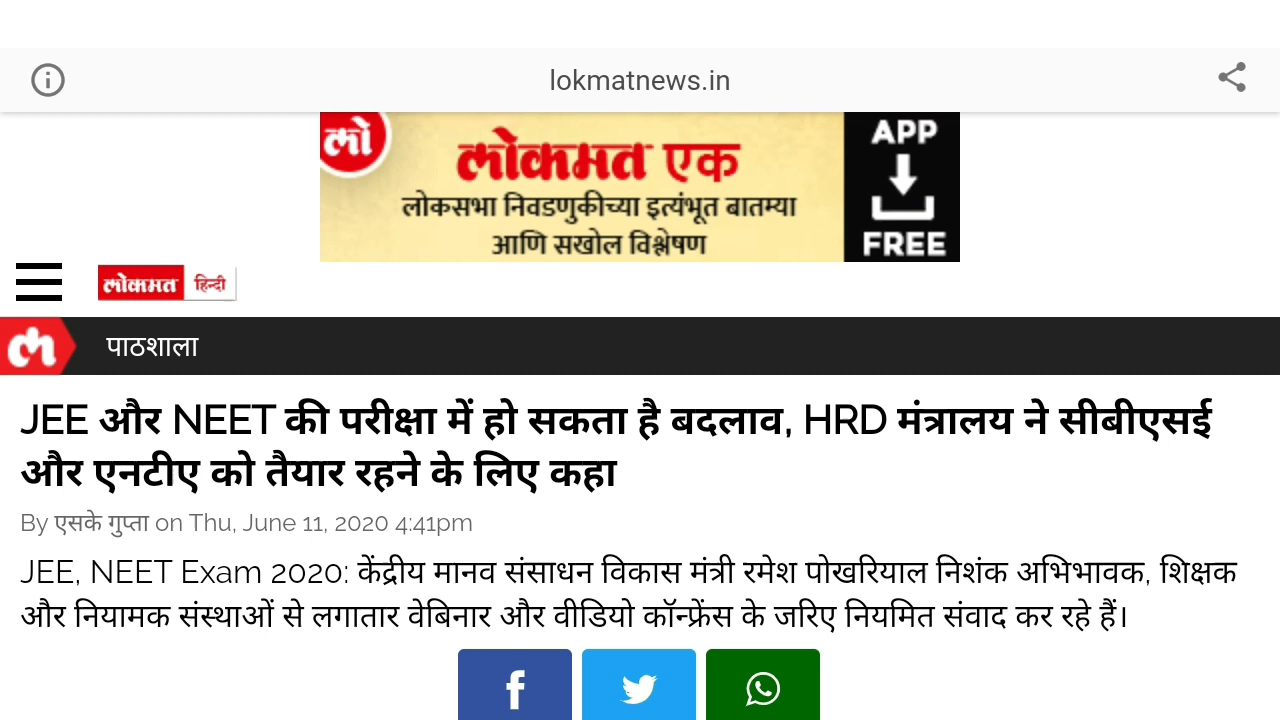 lokmatnews.in
लो
लोकमत एक
लोकसभा निवडणुकीच्या इत्यंभूत बातम्या
आणि सखोल विश्लेषण
APP
FREE
लोकमत हिन्दी
पाठशाला
JEE और NEET की परीक्षा में हो सकता है बदलाव, HRD मंत्रालय ने सीबीएसई
और एनटीए को तैयार रहने के लिए कहा
By एसके गुप्ता on Thu, June 11, 2020 4:41pm
JEE, NEET Exam 2020: केंद्रीय मानव संसाधन विकास मंत्री रमेश पोखरियाल निशंक अभिभावक, शिक्षक
और नियामक संस्थाओं से लगातार वेबिनार और वीडियो कॉन्फ्रेंस के जरिए नियमित संवाद कर रहे हैं।